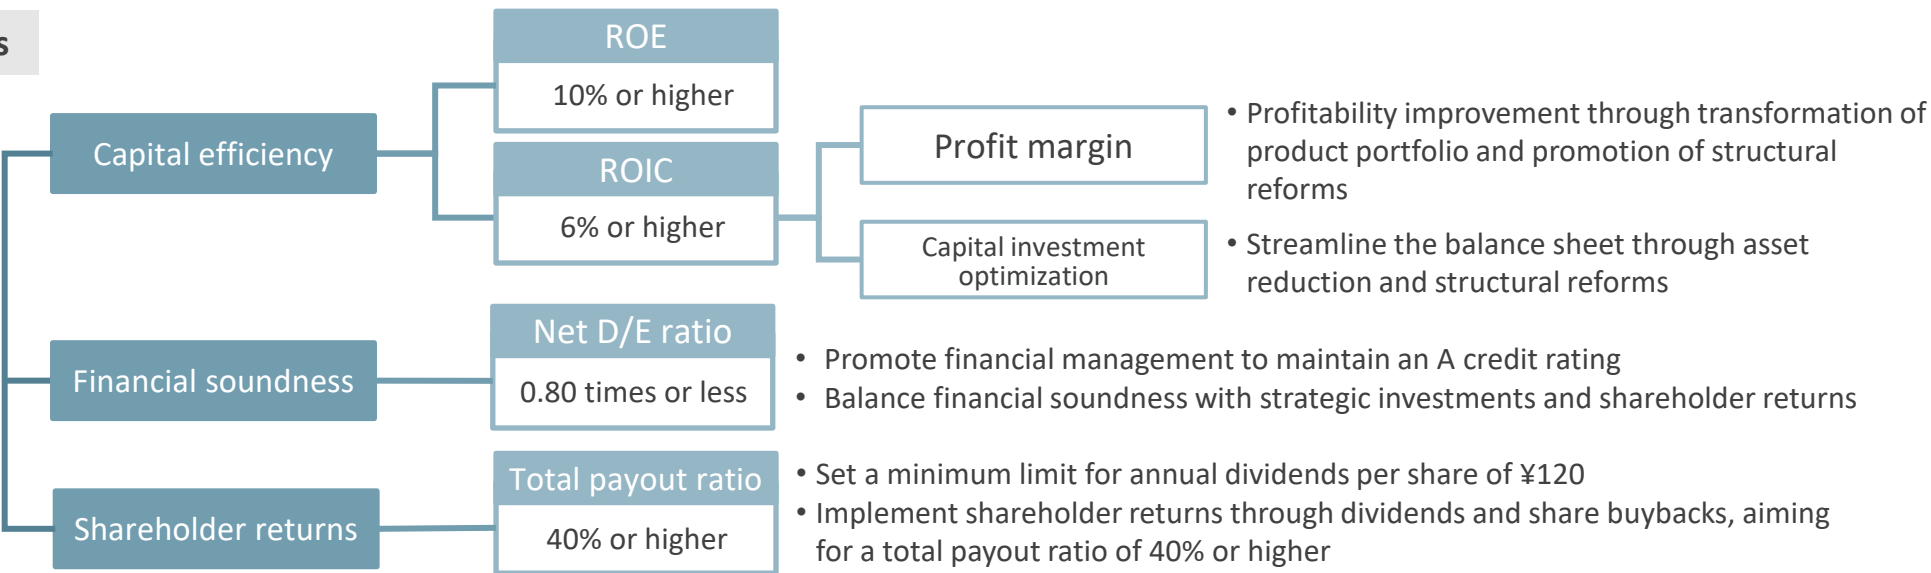 s
ROE
10% or higher
Capital efficiency
ROIC
6% or higher
Profit margin
• Profitability improvement through transformation of
product portfolio and promotion of structural
reforms
Capital investment
optimization
• Streamline the balance sheet through asset
reduction and structural reforms
Financial soundness
Net D/E ratio
0.80 times or less
• Promote financial management to maintain an A credit rating
• Balance financial soundness with strategic investments and shareholder returns
Shareholder returns
Total payout ratio
40% or higher
• Set a minimum limit for annual dividends per share of ¥120
• Implement shareholder returns through dividends and share buybacks, aiming
for a total payout ratio of 40% or higher